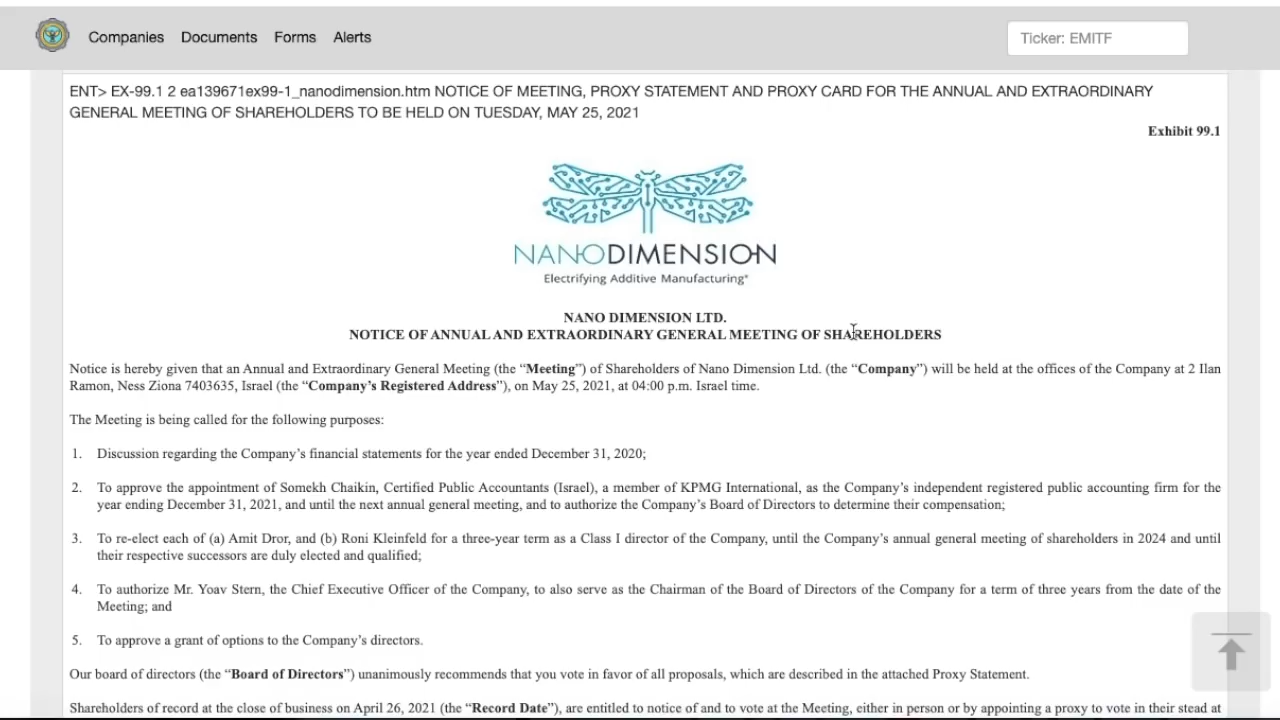 Companies Documents Forms Alerts
Ticker: EMITF
ENT> EX-99.1 2 ea139671ex99-1_nanodimension.htm NOTICE OF MEETING, PROXY STATEMENT AND PROXY CARD FOR THE ANNUAL AND EXTRAORDINARY
GENERAL MEETING OF SHAREHOLDERS TO BE HELD ON TUESDAY, MAY 25, 2021
Exhibit 99.1
NANODIMENSION
Electrifying Additive Manufacturing®
NANO DIMENSION LTD.
NOTICE OF ANNUAL AND EXTRAORDINARY GENERAL MEETING OF SHAREHOLDERS
Notice is hereby given that an Annual and Extraordinary General Meeting (the “Meeting”) of Shareholders of Nano Dimension Ltd. (the “Company”) will be held at the offices of the Company at 2 Ilan
Ramon, Ness Ziona 7403635, Israel (the “Company’s Registered Address”), on May 25, 2021, at 04:00 p.m. Israel time.
The Meeting is being called for the following purposes:
1. Discussion regarding the Company’s financial statements for the year ended December 31, 2020;
2. To approve the appointment of Somekh Chaikin, Certified Public Accountants (Israel), a member of KPMG International, as the Company’s independent registered public accounting firm for the
year ending December 31, 2021, and until the next annual general meeting, and to authorize the Company’s Board of Directors to determine their compensation;
3. To re-elect each of (a) Amit Dror, and (b) Roni Kleinfeld for a three-year term as a Class I director of the Company, until the Company’s annual general meeting of shareholders in 2024 and until
their respective successors are duly elected and qualified;
4. To authorize Mr. Yoav Stern, the Chief Executive Officer of the Company, to also serve as the Chairman of the Board of Directors of the Company for a term of three years from the date of the
Meeting; and
5. To approve a grant of options to the Company’s directors.
Our board of directors (the “Board of Directors”) unanimously recommends that you vote in favor of all proposals, which are described in the attached Proxy Statement.
Shareholders of record at the close of business on April 26, 2021 (the “Record Date”), are entitled to notice of and to vote at the Meeting, either in person or by appointing a proxy to vote in their stead at